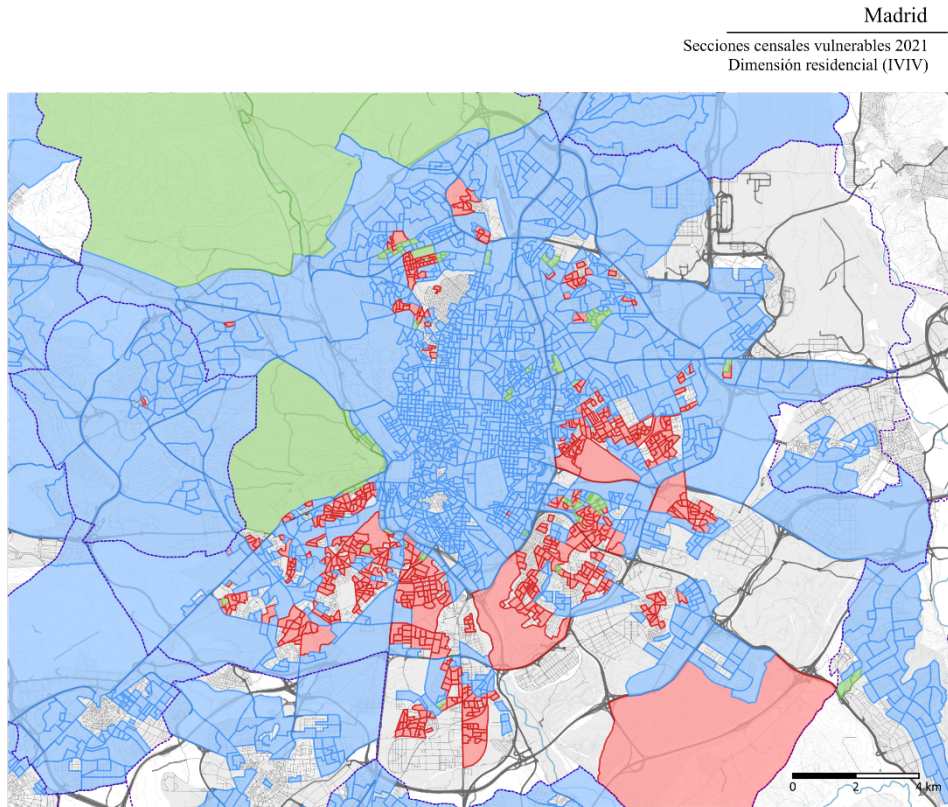 Madrid
Secciones censales vulnerables 2021
Dimensión residencial (IVIV)
0 2 4 km